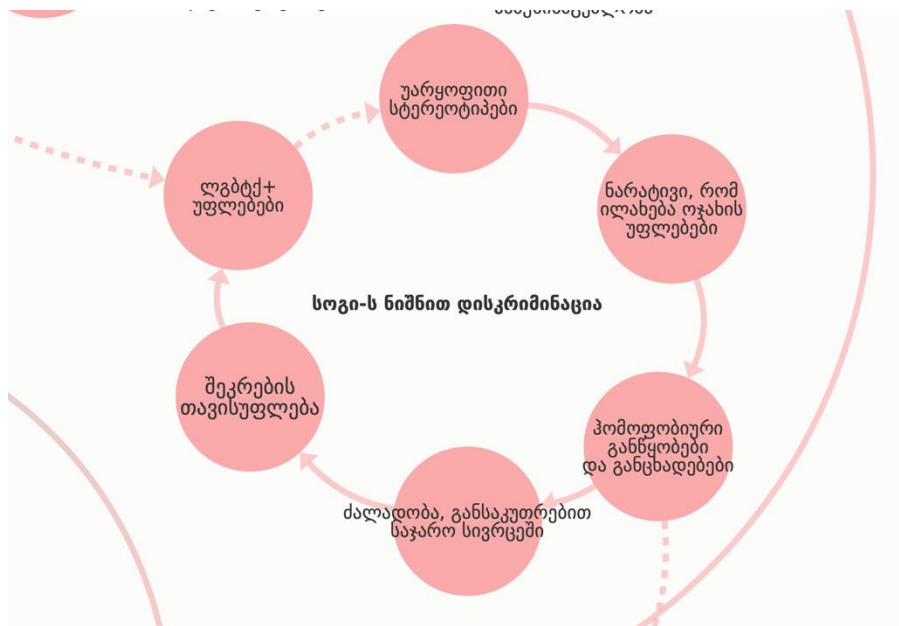 უარყოფითი
სტერეოტიპები
ლგბტქ+
უფლებები
ნარატივი, რომ
ილახება ოჯახის
უფლებები
სოგი-ს ნიშნით დისკრიმინაცია
შეკრების
თავისუფლება
ჰომოფობიური
განწყობები
და განცხადებები
ძალადობა, განსაკუთრებით
საჯარო სივრცეში